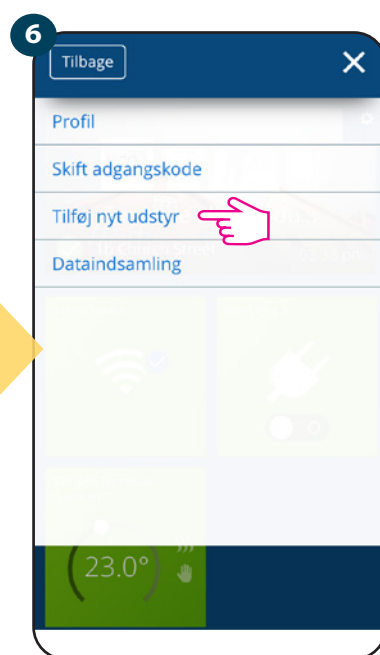 6
Tilbage
Profil
Skift adgangskode
Tilføj nyt udstyr
Dataindsamling
23.0°